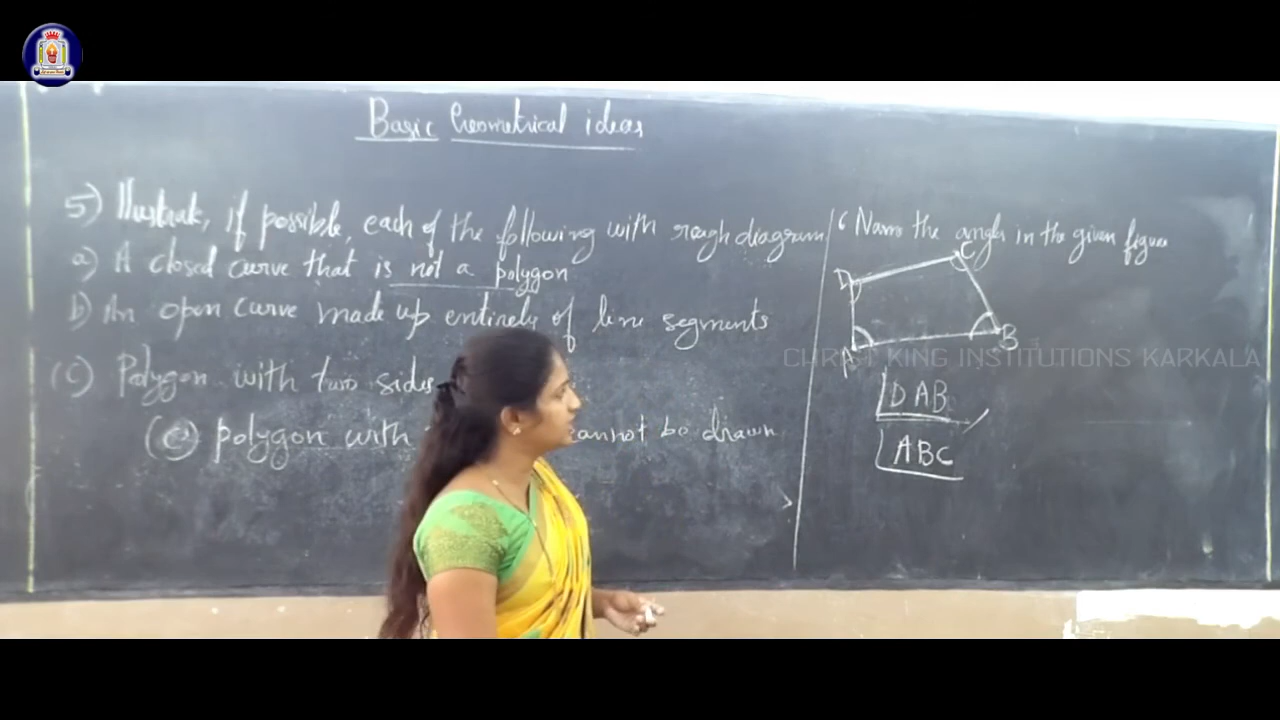 Basic Geometrical ideas
5) Illustrate, if possible, each of the following with rough diagram
a) A closed curve that is not a polygon
b) An open curve made up entirely of line segments
(c) Polygon with two sides
(c) polygon with cannot be drawn
6 Name the angles in the given figure
D C
A B
DAB
ABC
CHRIST KING INSTITUTIONS KARKALA